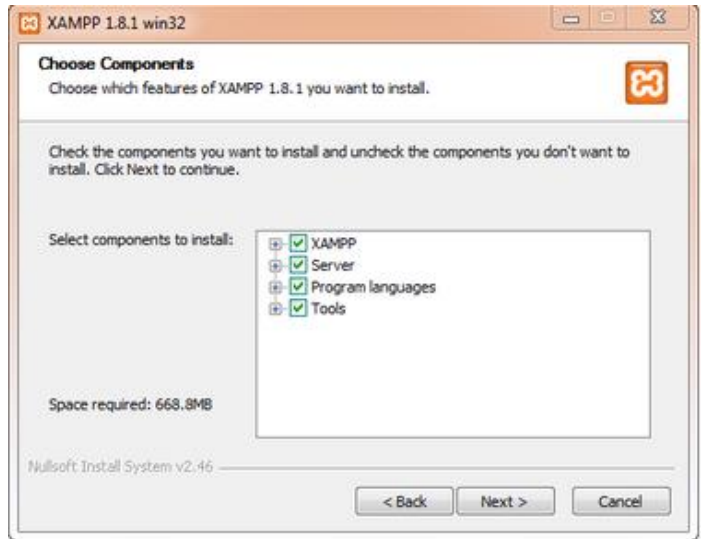 XAMPP 1.8.1 win32
Choose Components
Choose which features of XAMPP 1.8.1 you want to install.
Check the components you want to install and uncheck the components you don't want to
install. Click Next to continue.
Select components to install:
XAMPP
Server
Program languages
Tools
Space required: 668.8MB
Nullsoft Install System v2.46
< Back
Next >
Cancel